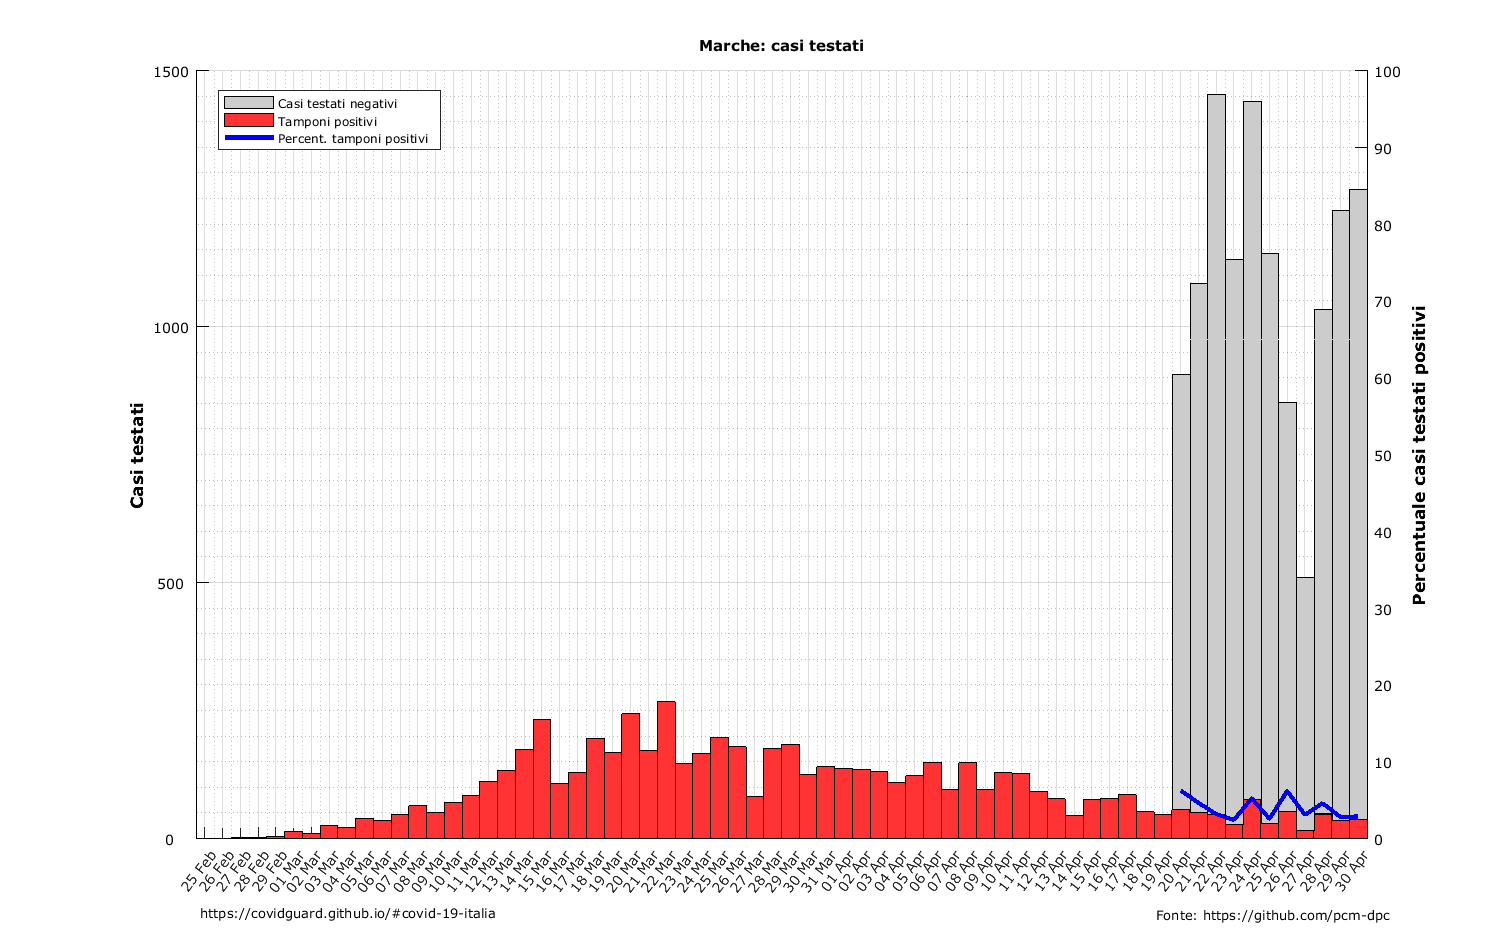 Marche: casi testati
1500
1000
500
0
Casi testati
Casi testati negativi
Tamponi positivi
Percent. tamponi positivi
100
90
80
70
60
50
40
30
20
10
0
Percentuale casi testati positivi
25 Feb
26 Feb
27 Feb
28 Feb
29 Feb
01 Mar
02 Mar
03 Mar
04 Mar
05 Mar
06 Mar
07 Mar
08 Mar
09 Mar
10 Mar
11 Mar
12 Mar
13 Mar
14 Mar
15 Mar
16 Mar
17 Mar
18 Mar
19 Mar
20 Mar
21 Mar
22 Mar
23 Mar
24 Mar
25 Mar
26 Mar
27 Mar
28 Mar
29 Mar
30 Mar
31 Mar
01 Apr
02 Apr
03 Apr
04 Apr
05 Apr
06 Apr
07 Apr
08 Apr
09 Apr
10 Apr
11 Apr
12 Apr
13 Apr
14 Apr
15 Apr
16 Apr
17 Apr
18 Apr
19 Apr
20 Apr
21 Apr
22 Apr
23 Apr
24 Apr
25 Apr
26 Apr
27 Apr
28 Apr
29 Apr
30 Apr
https://covidguard.github.io/#covid-19-italia
Fonte: https://github.com/pcm-dpc